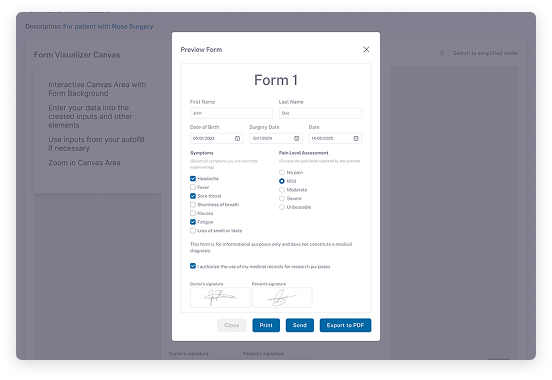 Description: For patient with Nose Surgery
Form Visualizer Canvas
Switch to simplified mode
Interactive Canvas Area with
Form Background
Enter your data into the
created inputs and other
elements
Use inputs from your autofill
if necessary
Zoom in Canvas Area
Preview Form
Form 1
First Name
Last Name
John
Doe
Date of Birth
Surgery Date
Date
05/01/2003
12/11/2024
14/05/2025
Symptoms
Pain Level Assessment
(Select all symptoms you are currently
experiencing)
(Choose the pain level reported by the patient)
Headache
Fever
Sore throat
Shortness of breath
Nausea
Fatigue
Loss of smell or taste
No pain
Mild
Moderate
Severe
Unbearable
This form is for informational purposes only and does not constitute a medical
diagnosis
I authorize the use of my medical records for research purposes
Doctor's signature
Patient's signature
Close
Print
Send
Export to PDF
Doctor's signature
Patient's signature